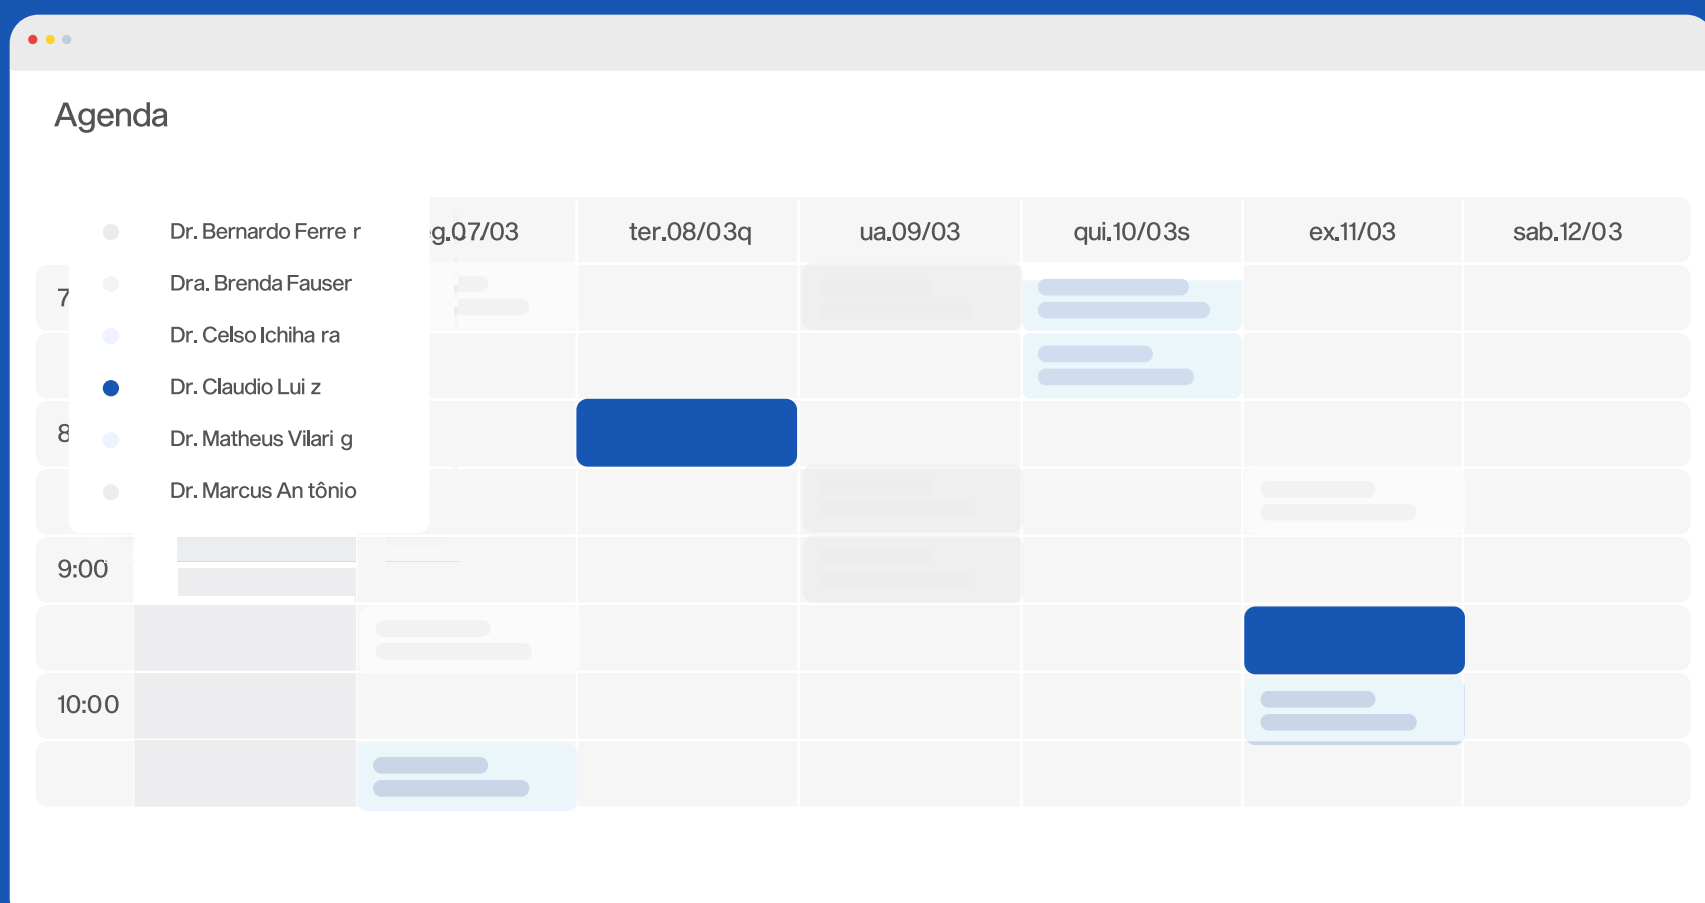 Agenda
g.07/03 ter.08/03q ua.09/03 qui.10/03s ex.11/03 sab.12/03
Dr. Bernardo Ferre r
Dra. Brenda Fauser
Dr. Celso Ichiha ra
Dr. Claudio Lui z
Dr. Matheus Vilari g
Dr. Marcus An tônio
7
8
9:00
10:00